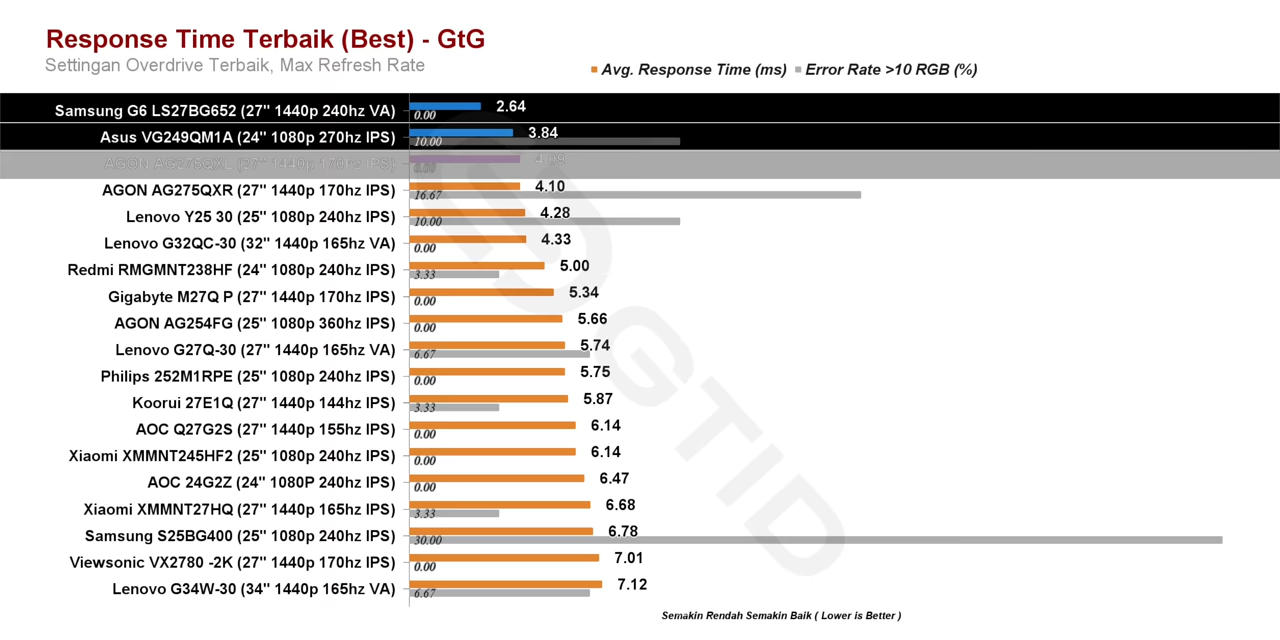 Response Time Terbaik (Best) - GtG
Settingan Overdrive Terbaik, Max Refresh Rate
Avg. Response Time (ms) Error Rate >10 RGB (%)
Samsung G6 LS27BG652 (27" 1440p 240hz VA) 2.64
0.00
Asus VG249QM1A (24" 1080p 270hz IPS) 3.84
10.00
AGON AG275QXL (27" 1440p 170hz IPS) 4.09
0.00
AGON AG275QXR (27" 1440p 170hz IPS) 4.10
16.67
Lenovo Y25 30 (25" 1080p 240hz IPS) 4.28
10.00
Lenovo G32QC-30 (32" 1440p 165hz VA) 4.33
0.00
Redmi RMGMNT238HF (24" 1080p 240hz IPS) 5.00
3.33
Gigabyte M27Q P (27" 1440p 170hz IPS) 5.34
0.00
AGON AG254FG (25" 1080p 360hz IPS) 5.66
0.00
Lenovo G27Q-30 (27" 1440p 165hz VA) 5.74
6.67
Philips 252M1RPE (25" 1080p 240hz IPS) 5.75
0.00
Koorui 27E1Q (27" 1440p 144hz IPS) 5.87
3.33
AOC Q27G2S (27" 1440p 155hz IPS) 6.14
0.00
Xiaomi XMMNT245HF2 (25" 1080p 240hz IPS) 6.14
0.00
AOC 24G2Z (24" 1080P 240hz IPS) 6.47
0.00
Xiaomi XMMNT27HQ (27" 1440p 165hz IPS) 6.68
3.33
Samsung S25BG400 (25" 1080p 240hz IPS) 6.78
30.00
Viewsonic VX2780 -2K (27" 1440p 170hz IPS) 7.01
0.00
Lenovo G34W-30 (34" 1440p 165hz VA) 7.12
6.67
GTID
Semakin Rendah Semakin Baik ( Lower is Better )